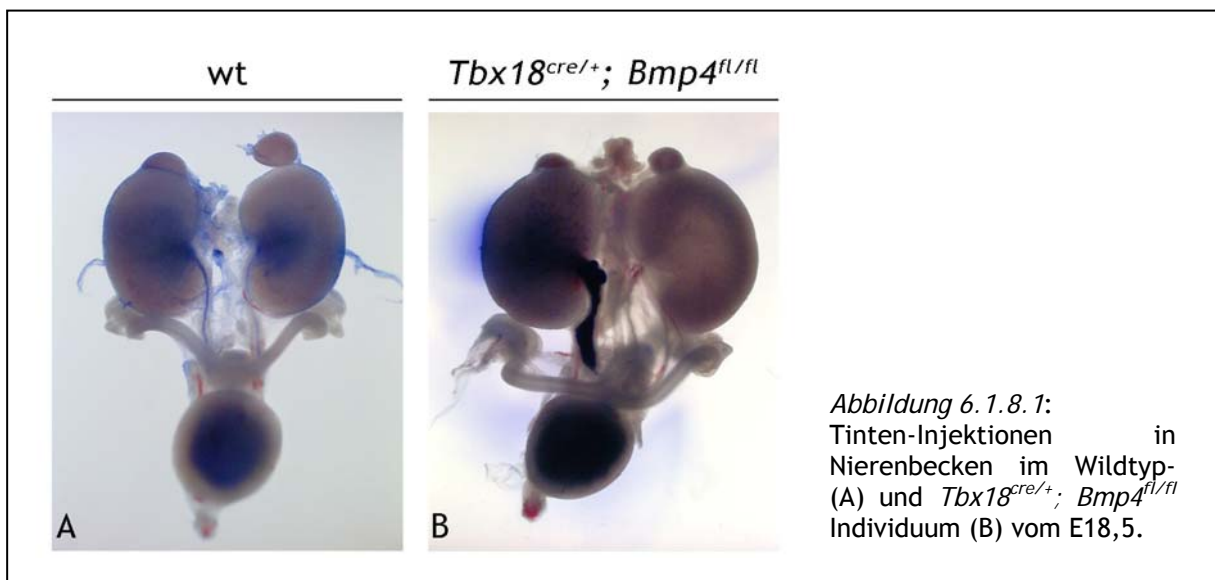 wt
Tbx18cre/+; Bmp4fl/fl
A
B
Abbildung 6.1.8.1:
Tinten-Injektionen in
Nierenbecken im Wildtyp-
(A) und Tbx18cre/+; Bmp4fl/fl
Individuum (B) vom E18,5.